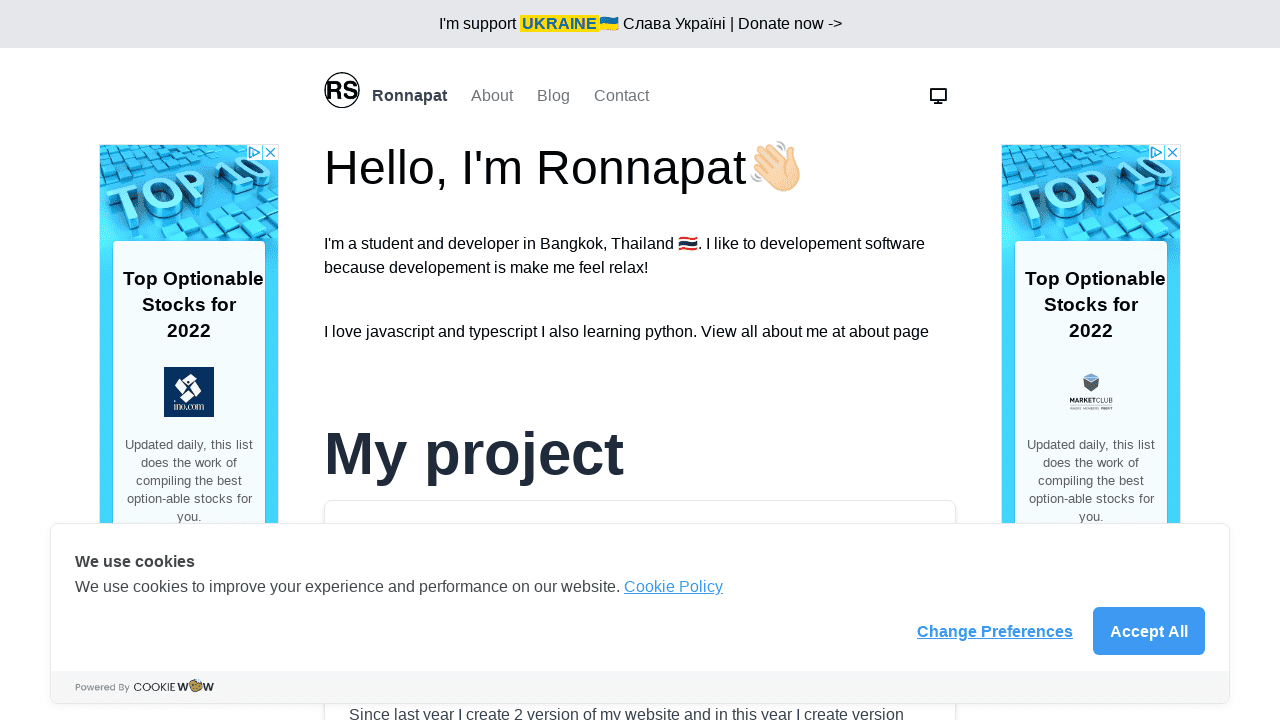 I'm support UKRAINE🇺🇦 Слава Україні | Donate now ->
RS Ronnapat About Blog Contact
Hello, I'm Ronnapat👋🏻
I'm a student and developer in Bangkok, Thailand 🇹🇭. I like to developement software
because developement is make me feel relax!
I love javascript and typescript I also learning python. View all about me at about page
My project
TOP 10
Top Optionable
Stocks for
2022
ino.com
Updated daily, this list
does the work of
compiling the best
option-able stocks for
you.
TOP 10
Top Optionable
Stocks for
2022
MARKETCLUB
Updated daily, this list
does the work of
compiling the best
option-able stocks for
you.
We use cookies
We use cookies to improve your experience and performance on our website. Cookie Policy
Change Preferences
Accept All
Powered By COOKIE WOW
Since last year I create 2 version of my website and in this year I create version